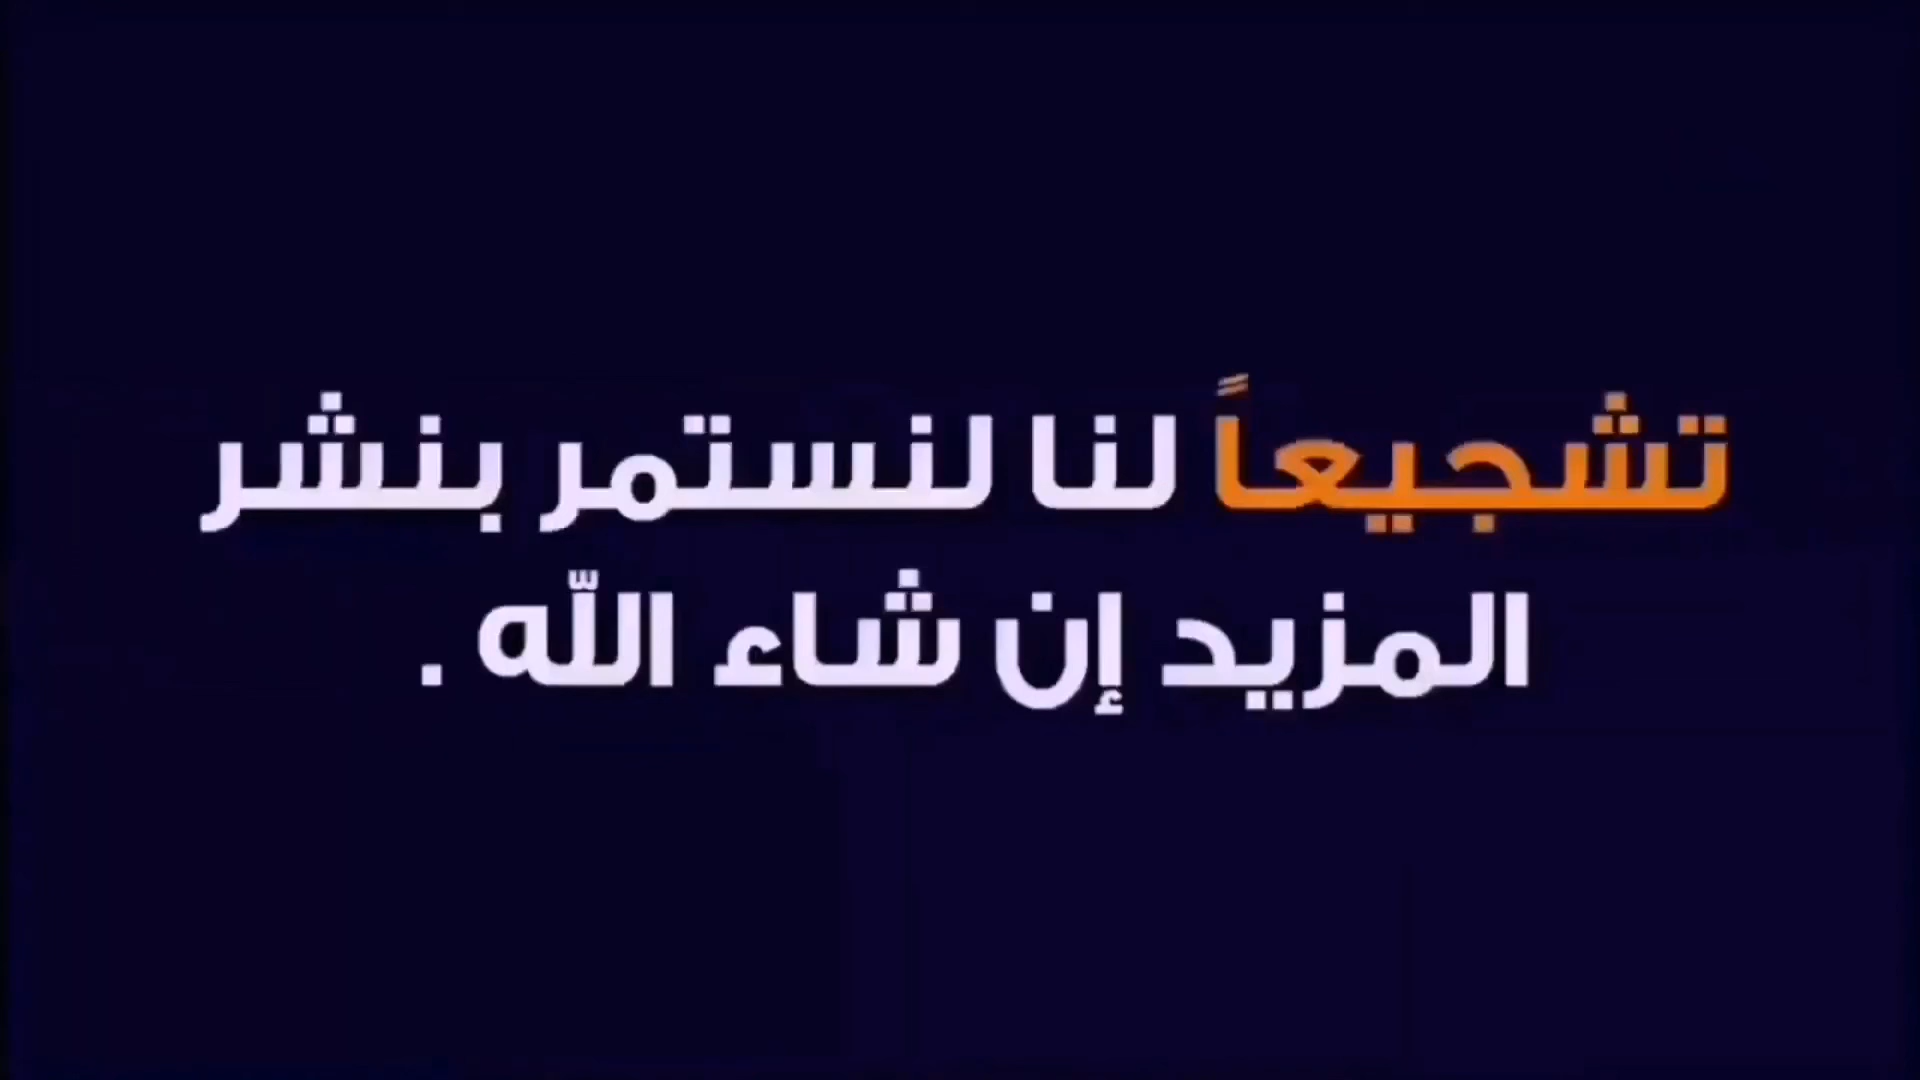 تشجيعاً لنا لنستمر بنشر
المزيد إن شاء اللّه .